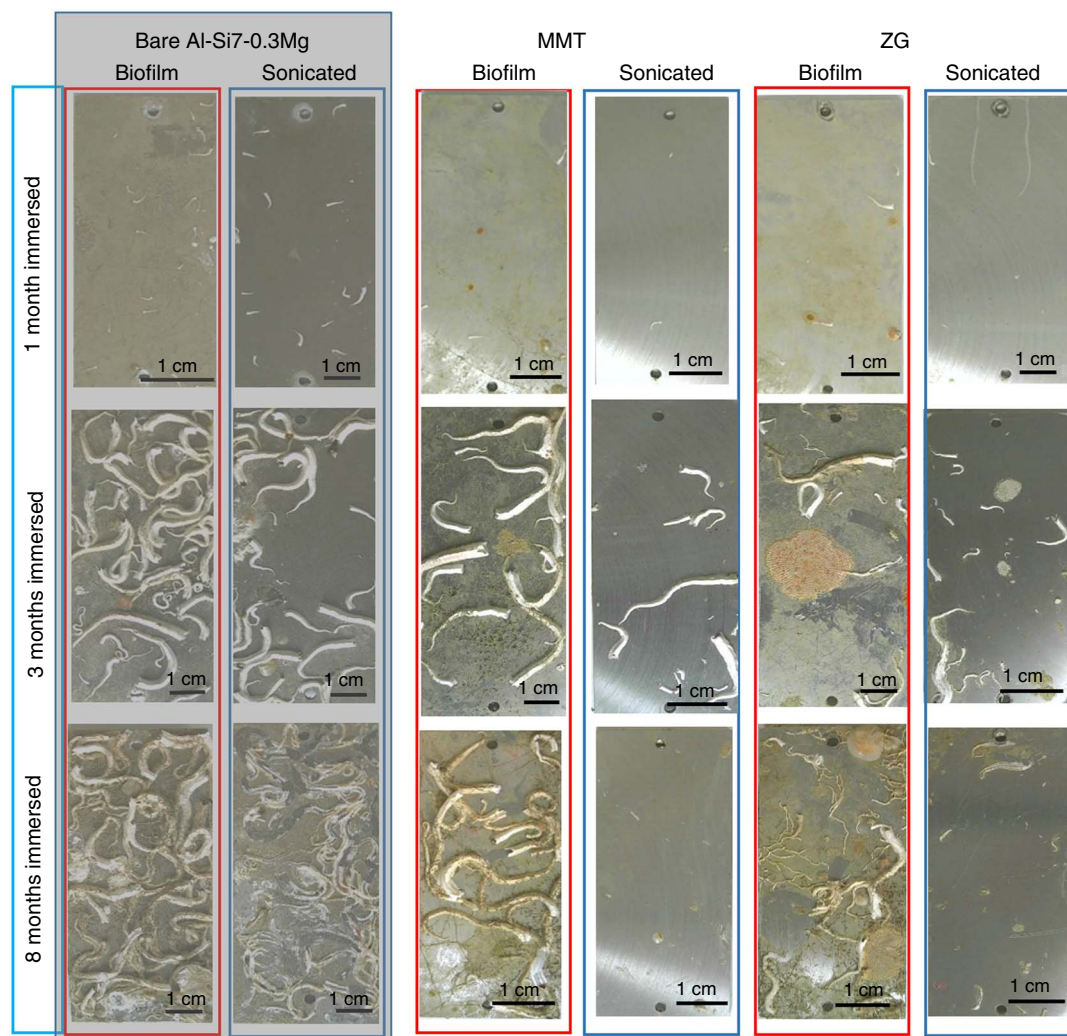 Bare Al-Si7-0.3Mg
MMT
ZG
Biofilm
Sonicated
Biofilm
Sonicated
Biofilm
Sonicated
1 month immersed
1 cm
1 cm
1 cm
1 cm
1 cm
1 cm
3 months immersed
1 cm
1 cm
1 cm
1 cm
1 cm
1 cm
8 months immersed
1 cm
1 cm
1 cm
1 cm
1 cm
1 cm